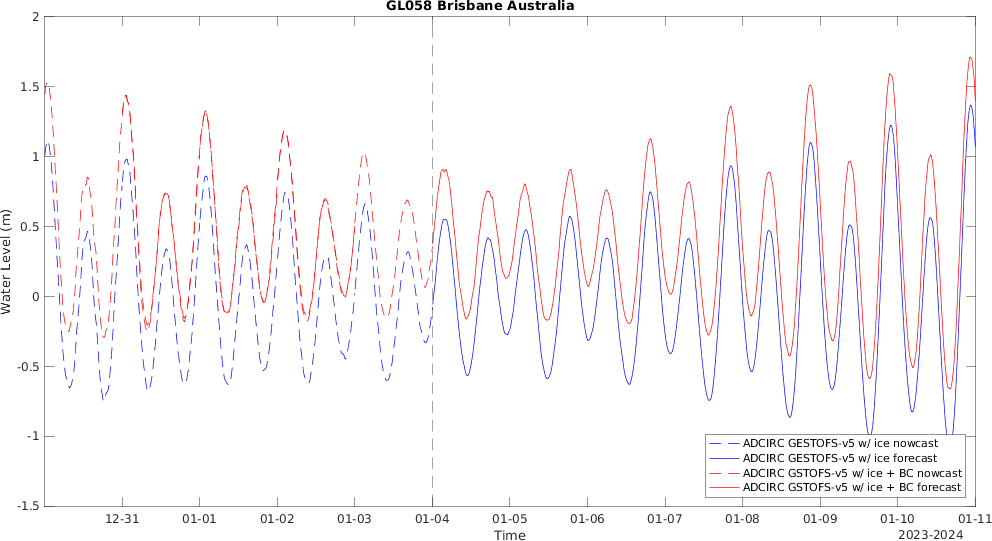 GL058 Brisbane Australia
Water Level (m)
2
1.5
1
0.5
0
-0.5
-1
-1.5
ADCIRC GESTOFS-v5 w/ ice nowcast
ADCIRC GESTOFS-v5 w/ ice forecast
ADCIRC GSTOFS-v5 w/ ice + BC nowcast
ADCIRC GSTOFS-v5 w/ ice + BC forecast
12-31 01-01 01-02 01-03 01-04 01-05 01-06 01-07 01-08 01-09 01-10 01-11
Time
2023-2024